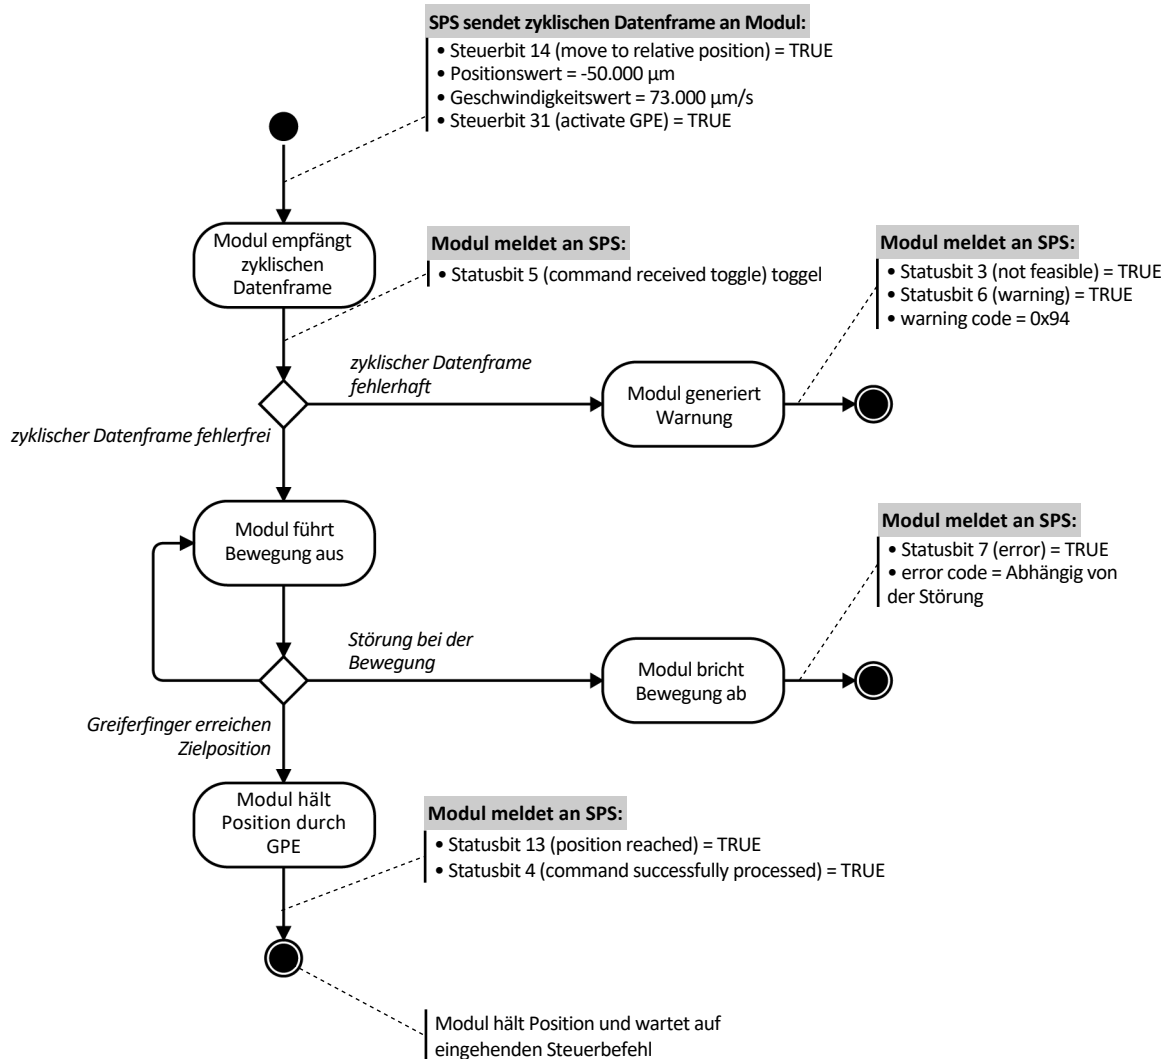 SPS sendet zyklischen Datenframe an Modul:
• Steuerbit 14 (move to relative position) = TRUE
• Positionswert = -50.000 µm
• Geschwindigkeitswert = 73.000 µm/s
• Steuerbit 31 (activate GPE) = TRUE
Modul empfängt
zyklischen
Datenframe
Modul meldet an SPS:
• Statusbit 5 (command received toggle) toggel
Modul meldet an SPS:
• Statusbit 3 (not feasible) = TRUE
• Statusbit 6 (warning) = TRUE
• warning code = 0x94
zyklischer Datenframe
fehlerhaft
Modul generiert
Warnung
zyklischer Datenframe fehlerfrei
Modul führt
Bewegung aus
Modul meldet an SPS:
• Statusbit 7 (error) = TRUE
• error code = Abhängig von
der Störung
Störung bei der
Bewegung
Modul bricht
Bewegung ab
Greiferfinger erreichen
Zielposition
Modul hält
Position durch
GPE
Modul meldet an SPS:
• Statusbit 13 (position reached) = TRUE
• Statusbit 4 (command successfully processed) = TRUE
Modul hält Position und wartet auf
eingehenden Steuerbefehl